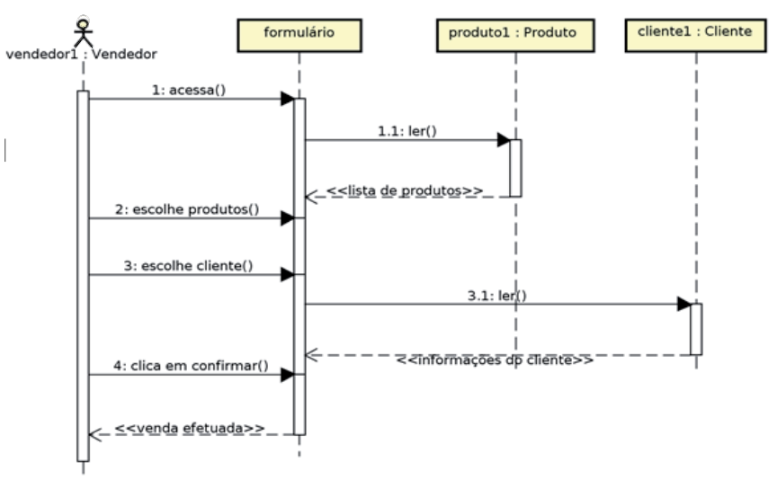 vendedor1 : Vendedor
formulário
produto1 : Produto
cliente1 : Cliente
1: acessa()
1.1: ler()
<<lista de produtos>>
2: escolhe produtos()
3: escolhe cliente()
3.1: ler()
<<informações do cliente>>
4: clica em confirmar()
<<venda efetuada>>